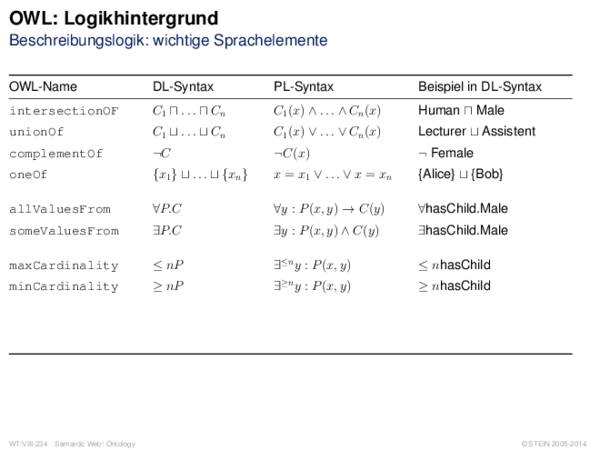 OWL: Logikhintergrund
Beschreibungslogik: wichtige Sprachelemente
OWL-Name DL-Syntax PL-Syntax Beispiel in DL-Syntax
intersectionOF C₁ ⊓ … ⊓ Cₙ C₁(x) ∧ … ∧ Cₙ(x) Human ⊓ Male
unionOf C₁ ⊔ … ⊔ Cₙ C₁(x) ∨ … ∨ Cₙ(x) Lecturer ⊔ Assistent
complementOf ¬C ¬C(x) ¬ Female
oneOf {x₁} ⊔ … ⊔ {xₙ} x = x₁ ∨ … ∨ x = xₙ {Alice} ⊔ {Bob}
allValuesFrom ∀P.C ∀y : P(x, y) → C(y) ∀hasChild.Male
someValuesFrom ∃P.C ∃y : P(x, y) ∧ C(y) ∃hasChild.Male
maxCardinality ≤ nP ∃≤ⁿy : P(x, y) ≤ nhasChild
minCardinality ≥ nP ∃≥ⁿy : P(x, y) ≥ nhasChild
WT:VIII-234 Semantic Web: Ontology © STEIN 2005-2014